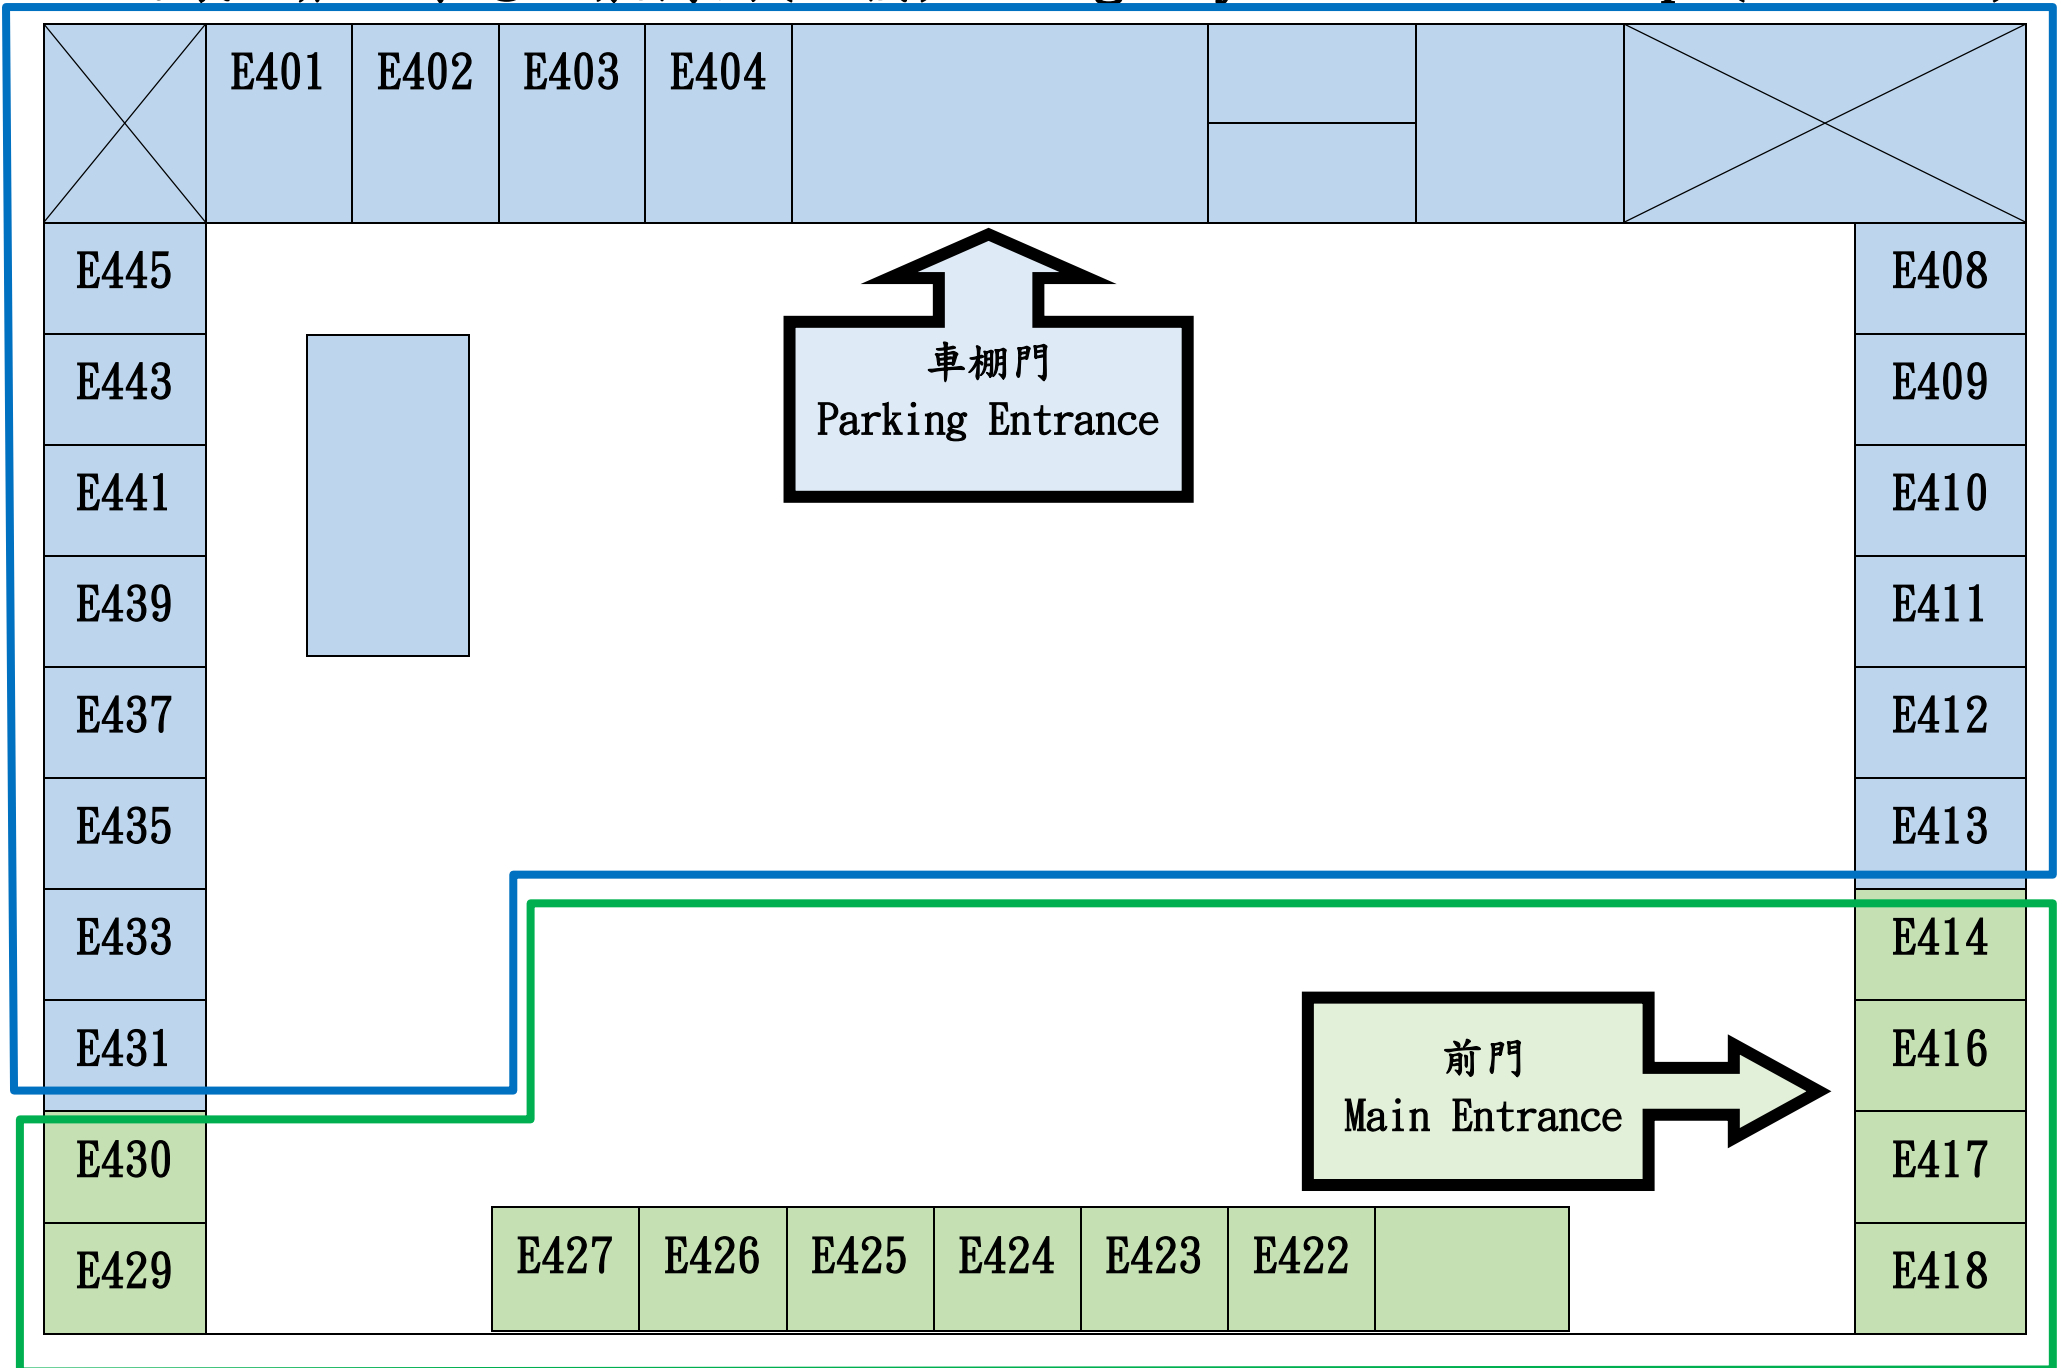 E401 E402 E403 E404
E445 E408
車棚門
E443 E409
Parking Entrance
E441 E410
E439 E411
E437 E412
E435 E413
E433 E414
E431 E416
前門
Main Entrance
E430 E417
E427 E426 E425 E424 E423 E422
E429 E418